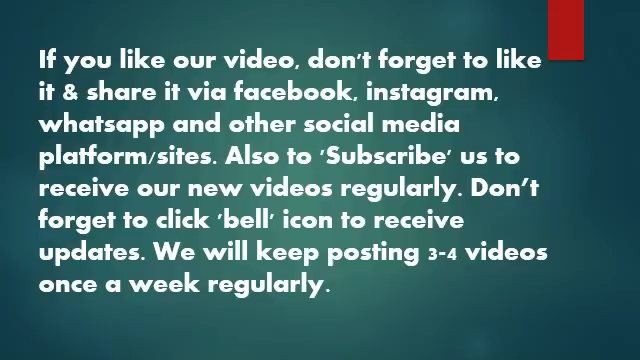 If you like our video, don't forget to like
it & share it via facebook, instagram,
whatsapp and other social media
platform/sites. Also to 'Subscribe' us to
receive our new videos regularly. Don’t
forget to click 'bell' icon to receive
updates. We will keep posting 3-4 videos
once a week regularly.